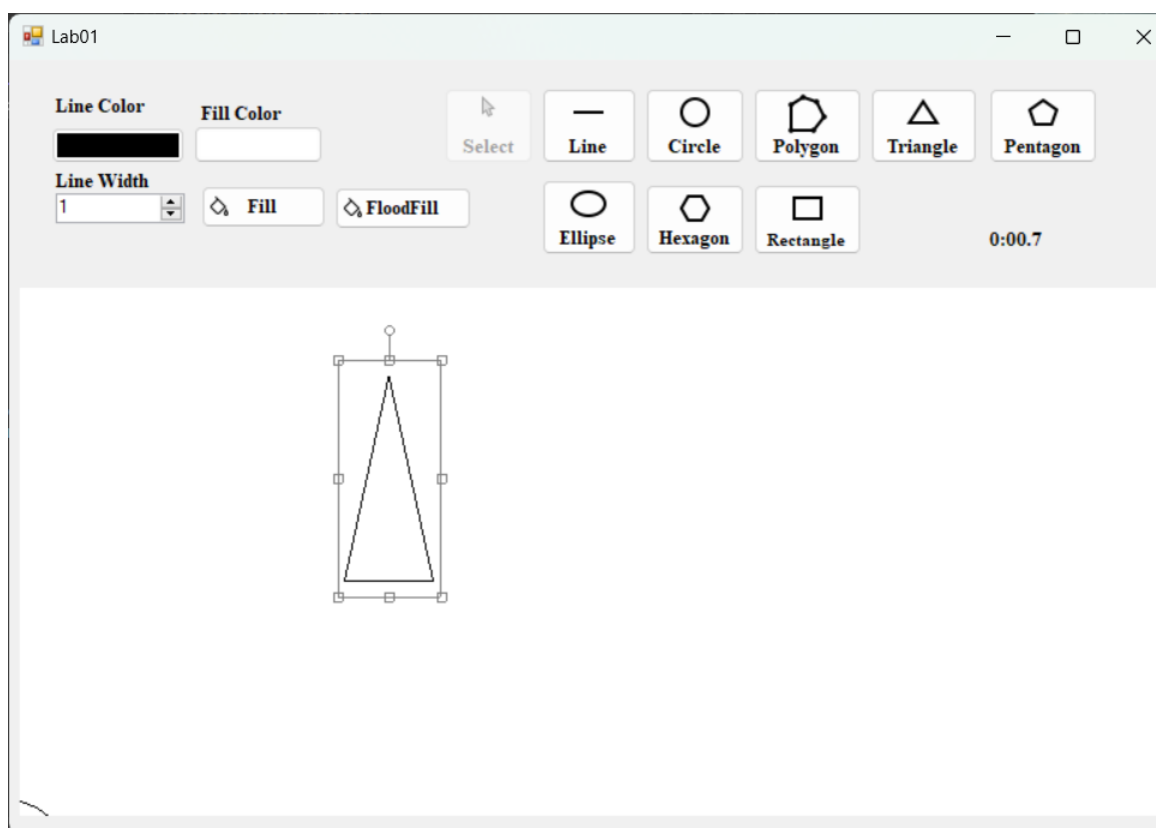 Lab01
Line Color
Fill Color
Select
Line
Circle
Polygon
Triangle
Pentagon
Line Width
1
Fill
FloodFill
Ellipse
Hexagon
Rectangle
0:00.7